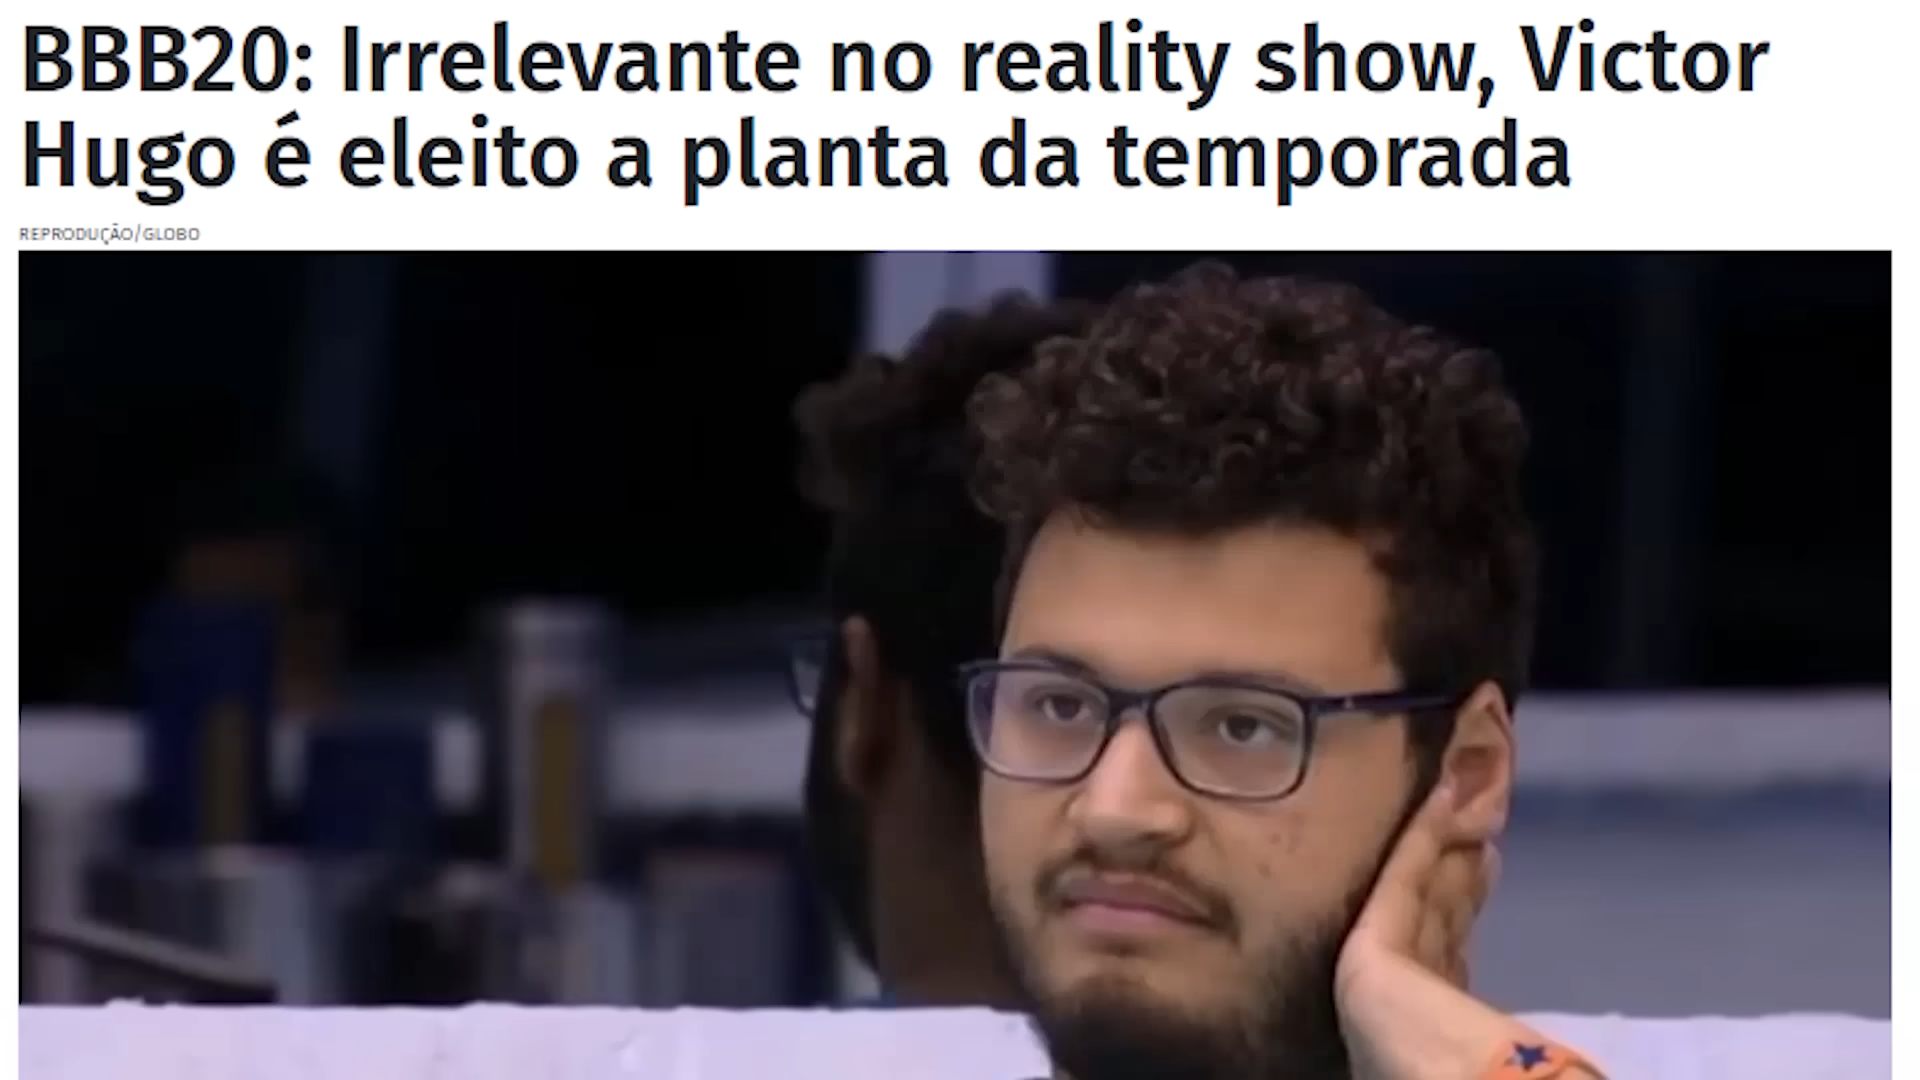 BBB20: Irrelevante no reality show, Victor
Hugo é eleito a planta da temporada
REPRODUÇÃO/GLOBO